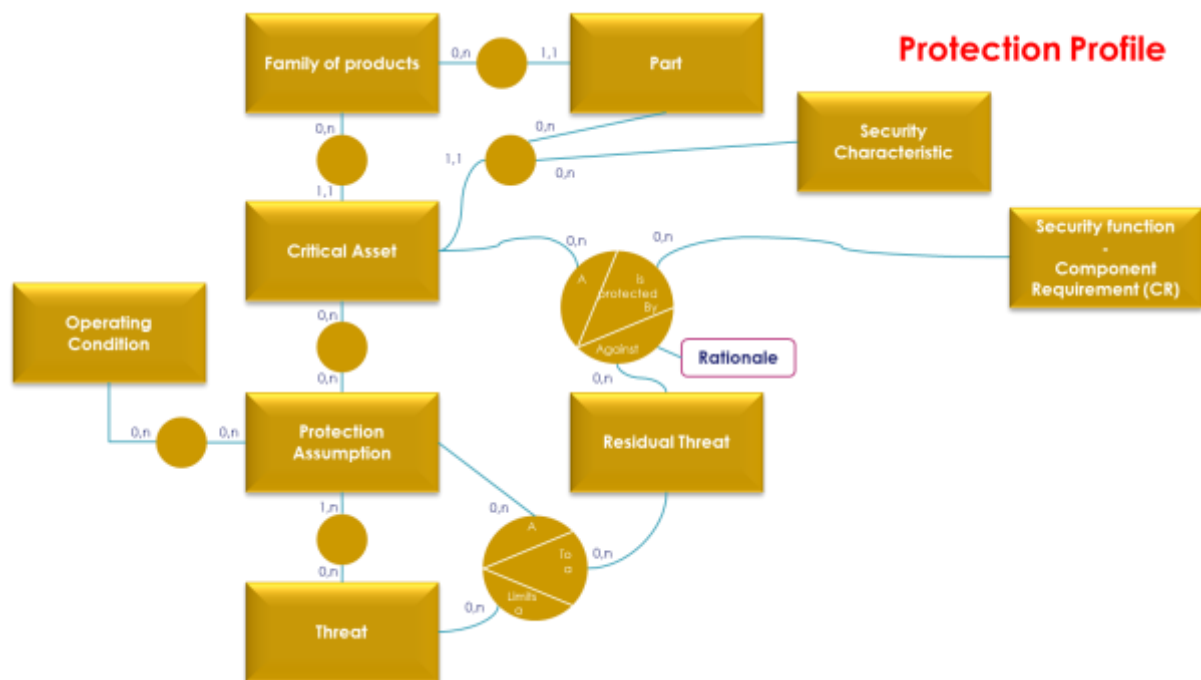 Protection Profile
Family of products
0,n
1,1
Part
0,n
0,n
Security
Characteristic
1,1
0,n
1,1
Critical Asset
0,n
0,n
Security function
-
Component
Requirement (CR)
A
Is
protected
By
Against
Rationale
0,n
0,n
0,n
Operating
Condition
0,n
0,n
Protection
Assumption
Residual Threat
1,n
0,n
A
To
a
Limits
a
0,n
0,n
0,n
Threat